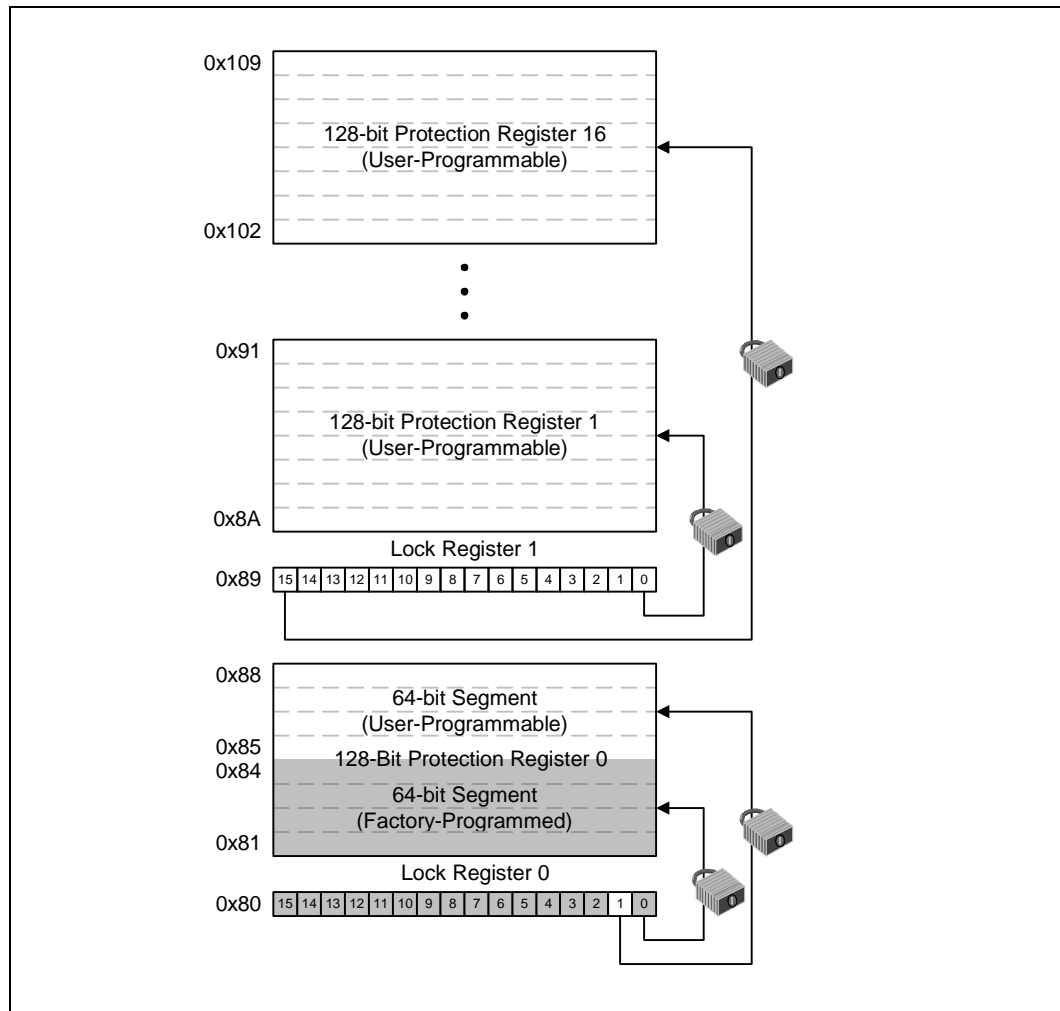 0x109
128-bit Protection Register 16
(User-Programmable)
0x102
0x91
128-bit Protection Register 1
(User-Programmable)
0x8A
Lock Register 1
0x89
15 14 13 12 11 10 9 8 7 6 5 4 3 2 1 0
0x88
64-bit Segment
(User-Programmable)
0x85
128-Bit Protection Register 0
0x84
64-bit Segment
(Factory-Programmed)
0x81
Lock Register 0
0x80
15 14 13 12 11 10 9 8 7 6 5 4 3 2 1 0